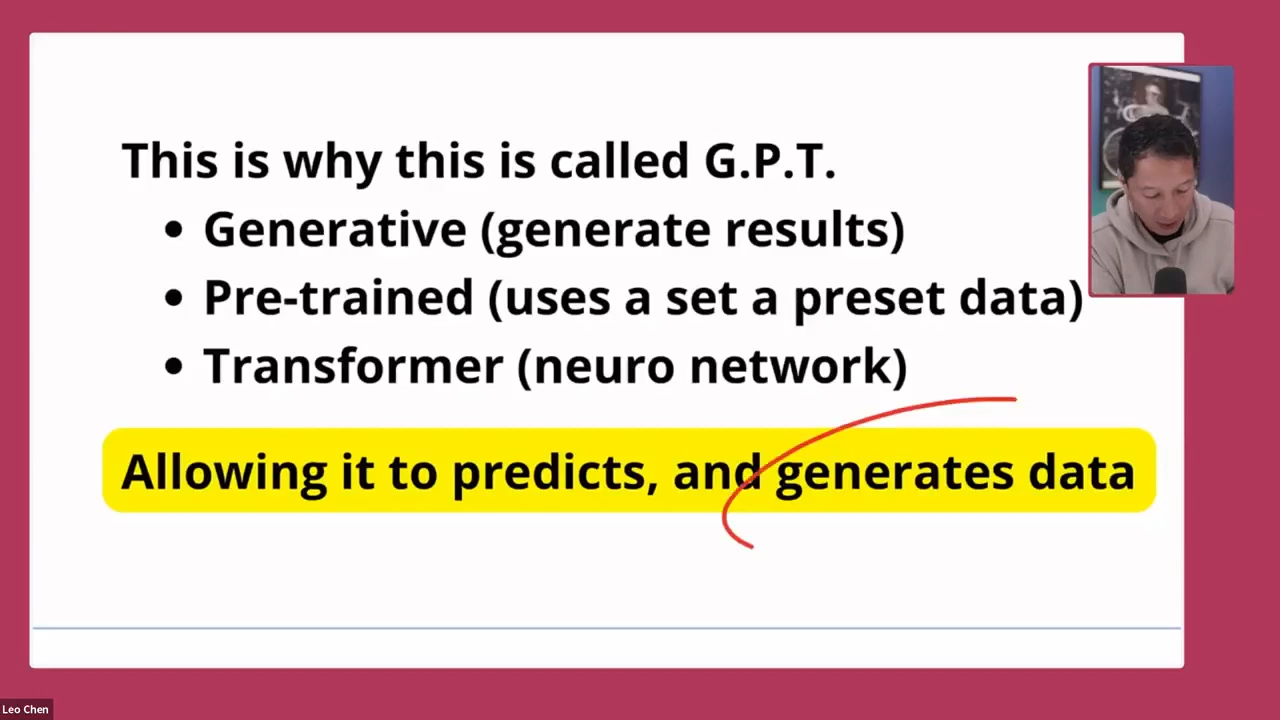 This is why this is called G.P.T.
• Generative (generate results)
• Pre-trained (uses a set a preset data)
• Transformer (neuro network)
Allowing it to predicts, and generates data
Leo Chen